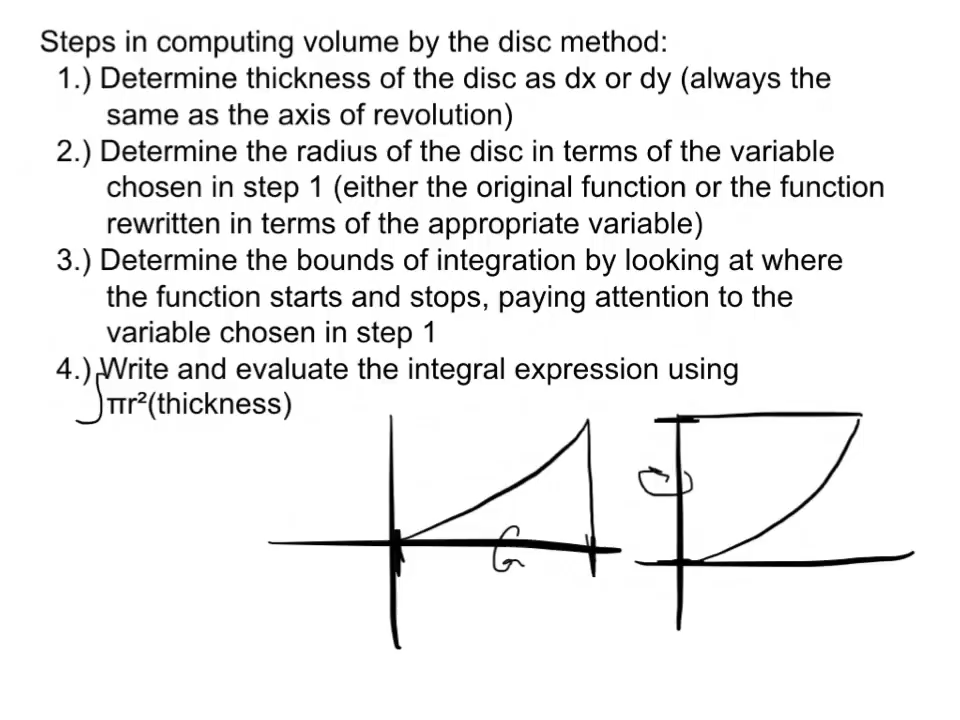 Steps in computing volume by the disc method:
1.) Determine thickness of the disc as dx or dy (always the
same as the axis of revolution)
2.) Determine the radius of the disc in terms of the variable
chosen in step 1 (either the original function or the function
rewritten in terms of the appropriate variable)
3.) Determine the bounds of integration by looking at where
the function starts and stops, paying attention to the
variable chosen in step 1
4.) Write and evaluate the integral expression using
∫πr²(thickness)